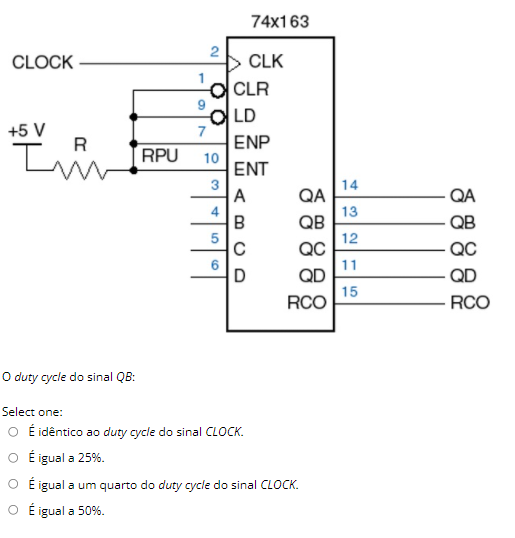 74x163
CLOCK
2
CLK
1
CLR
9
LD
+5 V
R
RPU
7
ENP
10
ENT
3
A
QA
14
QA
4
B
QB
13
QB
5
C
QC
12
QC
6
D
QD
11
QD
RCO
15
RCO
O duty cycle do sinal QB:
Select one:
É idêntico ao duty cycle do sinal CLOCK.
É igual a 25%.
É igual a um quarto do duty cycle do sinal CLOCK.
É igual a 50%.